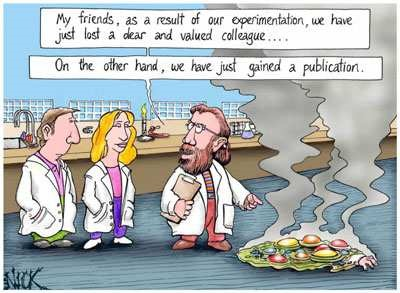 My friends, as a result of our experimentation, we have
just lost a dear and valued colleague....
On the other hand, we have just gained a publication.
NICK